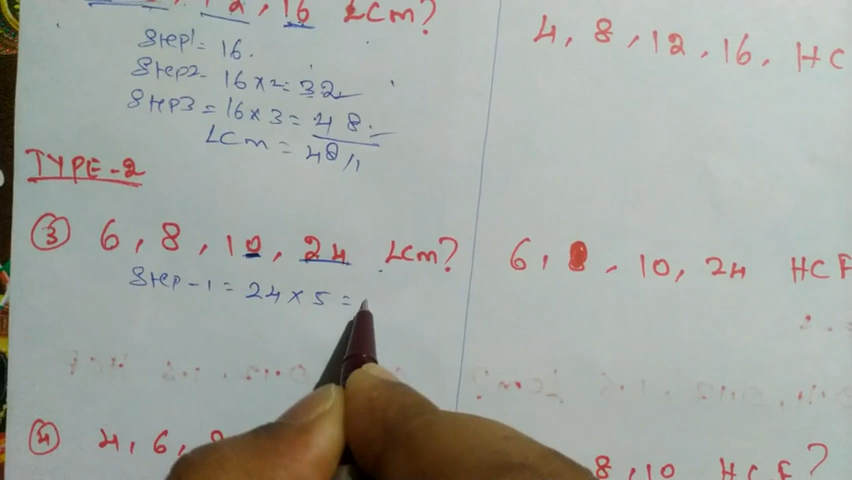 12, 16 LCm?
Step1 = 16.
Step2 - 16 x 2 = 32
Step3 = 16 x 3 = 48.
LCm = 48//
TYPE-2
③ 6, 8, 10, 24 LCm?
Step-1 = 24 x 5 =
④ 4, 6,
4, 8, 12, 16, HC
6, 8, 10, 24 HCF
8, 10 HCF?